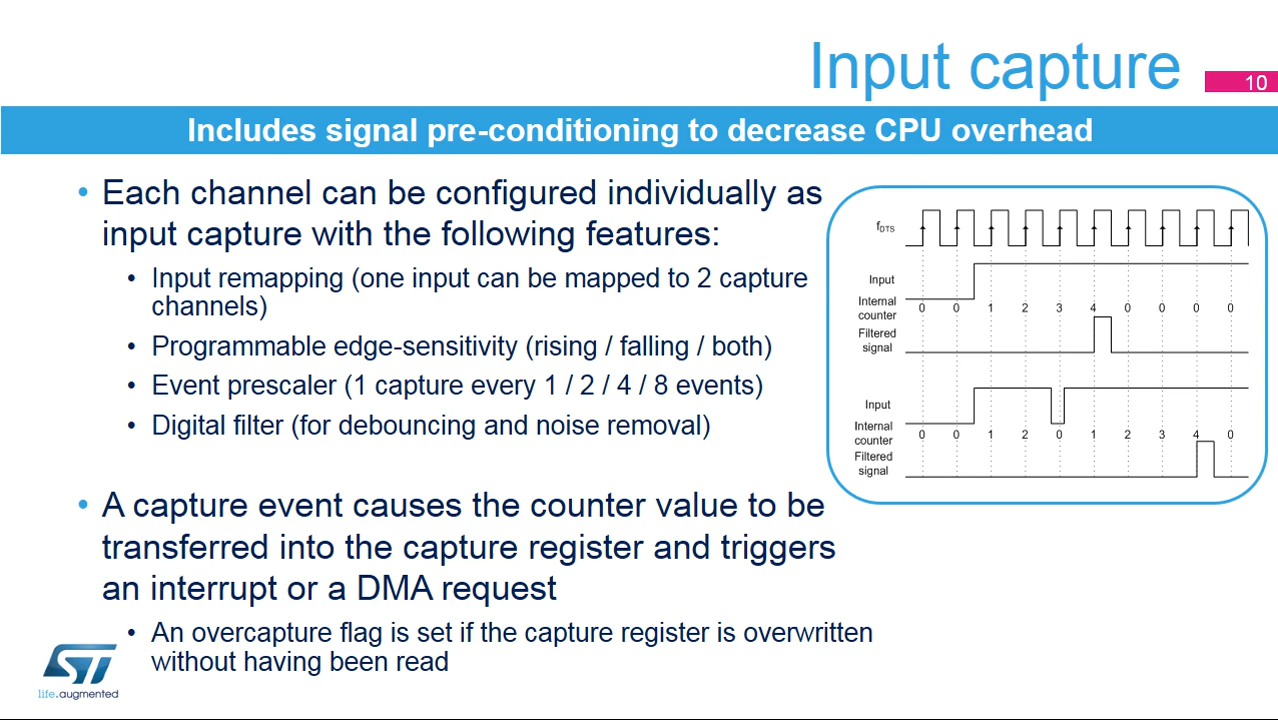 Input capture
10
Includes signal pre-conditioning to decrease CPU overhead
• Each channel can be configured individually as
input capture with the following features:
• Input remapping (one input can be mapped to 2 capture
channels)
• Programmable edge-sensitivity (rising / falling / both)
• Event prescaler (1 capture every 1 / 2 / 4 / 8 events)
• Digital filter (for debouncing and noise removal)
• A capture event causes the counter value to be
transferred into the capture register and triggers
an interrupt or a DMA request
• An overcapture flag is set if the capture register is overwritten
without having been read
fDTS
Input
Internal
counter
0 0 1 2 3 4 0 0 0 0
Filtered
signal
Input
Internal
counter
0 0 1 2 0 1 2 3 4 0
Filtered
signal
ST
life.augmented